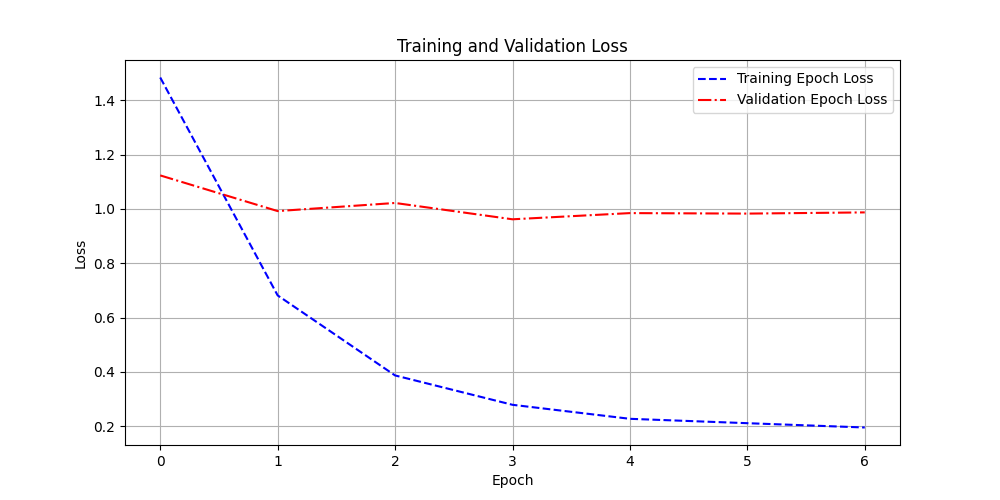 Training and Validation Loss
Training Epoch Loss
Validation Epoch Loss
Loss
1.4
1.2
1.0
0.8
0.6
0.4
0.2
0 1 2 3 4 5 6
Epoch